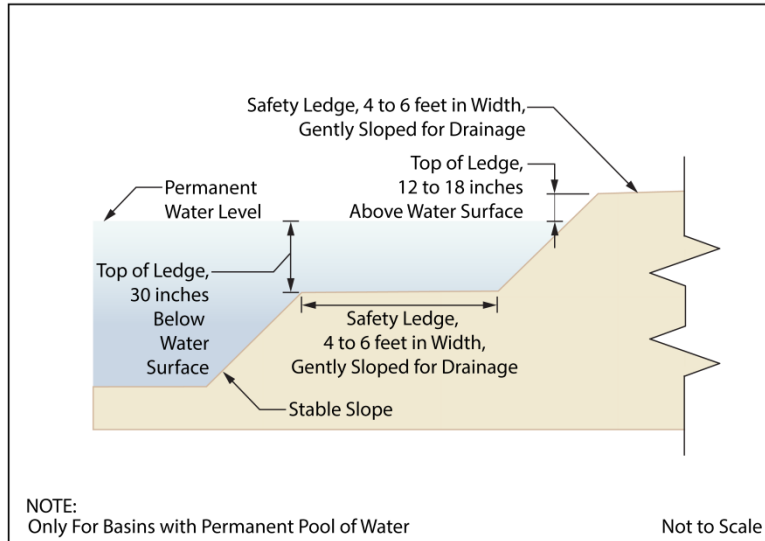 Safety Ledge, 4 to 6 feet in Width,
Gently Sloped for Drainage
Top of Ledge,
12 to 18 inches
Above Water Surface
Permanent
Water Level
Top of Ledge,
30 inches
Below
Water
Surface
Safety Ledge,
4 to 6 feet in Width,
Gently Sloped for Drainage
Stable Slope
NOTE:
Only For Basins with Permanent Pool of Water
Not to Scale